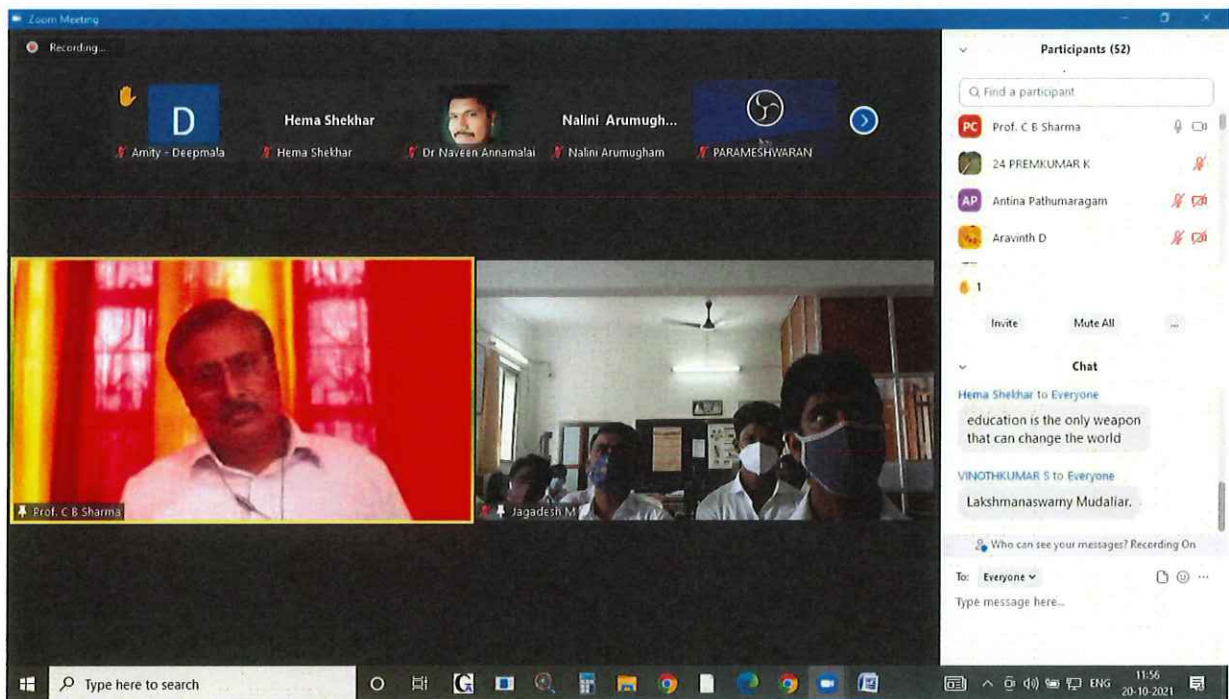 Zoom Meeting
Recording...
D
Hema Shekhar
Nalini Arumugh...
Amity - Deepmala
Hema Shekhar
Dr Naveen Annamalai
Nalini Arumugham
PARAMESHWARAN
Prof. C B Sharma
Jagadesh M
Participants (52)
Find a participant
PC Prof. C B Sharma
24 PREMKUMAR K
AP Antina Pathumaragam
Aravinth D
1
Invite Mute All ...
Chat
Hema Shekhar to Everyone
education is the only weapon
that can change the world
VINOTHKUMAR S to Everyone
Lakshmanaswamy Mudaliar.
Who can see your messages? Recording On
To: Everyone
Type message here...
Type here to search
ENG
11:56
20-10-2021